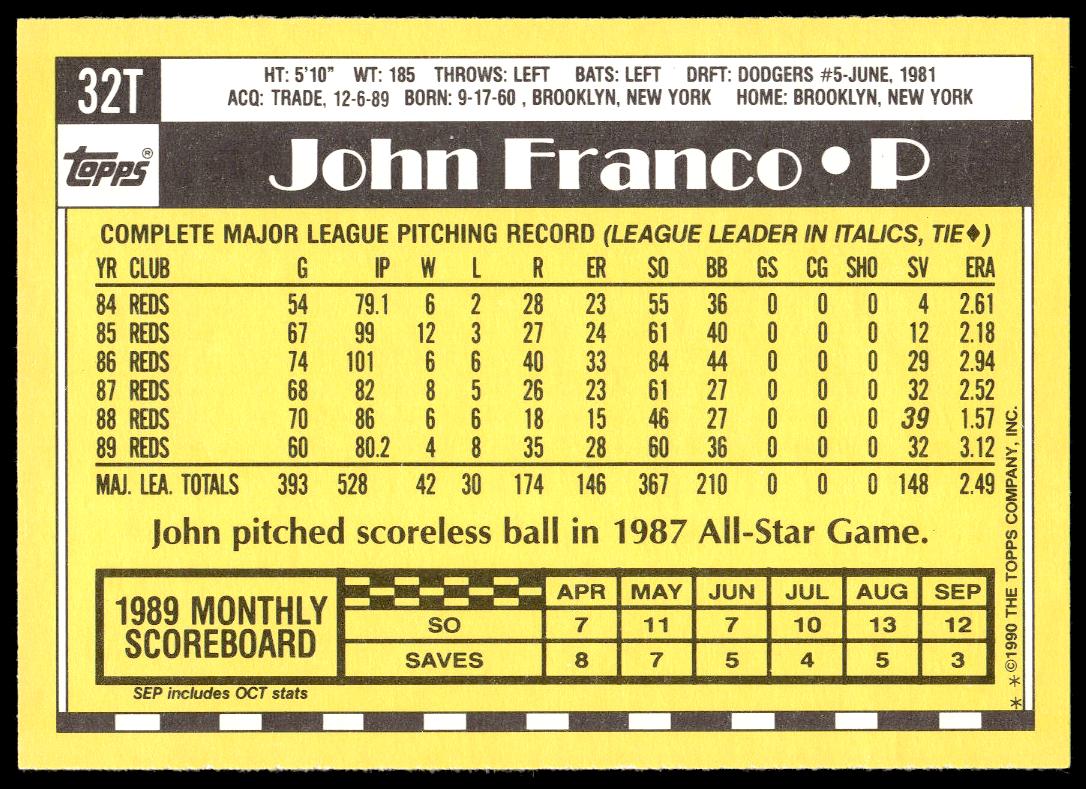 32T
HT: 5'10" WT: 185 THROWS: LEFT BATS: LEFT DRFT: DODGERS #5-JUNE, 1981
ACQ: TRADE, 12-6-89 BORN: 9-17-60 , BROOKLYN, NEW YORK HOME: BROOKLYN, NEW YORK
TOPPS®
John Franco • P
COMPLETE MAJOR LEAGUE PITCHING RECORD (LEAGUE LEADER IN ITALICS, TIE♦)
YR CLUB G IP W L R ER SO BB GS CG SHO SV ERA
84 REDS 54 79.1 6 2 28 23 55 36 0 0 0 4 2.61
85 REDS 67 99 12 3 27 24 61 40 0 0 0 12 2.18
86 REDS 74 101 6 6 40 33 84 44 0 0 0 29 2.94
87 REDS 68 82 8 5 26 23 61 27 0 0 0 32 2.52
88 REDS 70 86 6 6 18 15 46 27 0 0 0 39 1.57
89 REDS 60 80.2 4 8 35 28 60 36 0 0 0 32 3.12
MAJ. LEA. TOTALS 393 528 42 30 174 146 367 210 0 0 0 148 2.49
John pitched scoreless ball in 1987 All-Star Game.
1989 MONTHLY
SCOREBOARD
APR MAY JUN JUL AUG SEP
SO 7 11 7 10 13 12
SAVES 8 7 5 4 5 3
SEP includes OCT stats
* * ©1990 THE TOPPS COMPANY, INC.